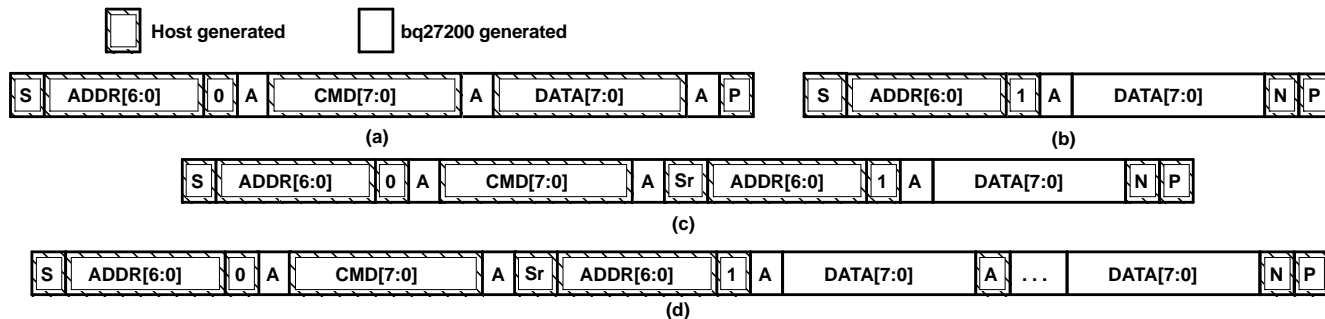 Host generated bq27200 generated
S ADDR[6:0] 0 A CMD[7:0] A DATA[7:0] A P S ADDR[6:0] 1 A DATA[7:0] N P
(a) (b)
S ADDR[6:0] 0 A CMD[7:0] A Sr ADDR[6:0] 1 A DATA[7:0] N P
(c)
S ADDR[6:0] 0 A CMD[7:0] A Sr ADDR[6:0] 1 A DATA[7:0] A . . . DATA[7:0] N P
(d)